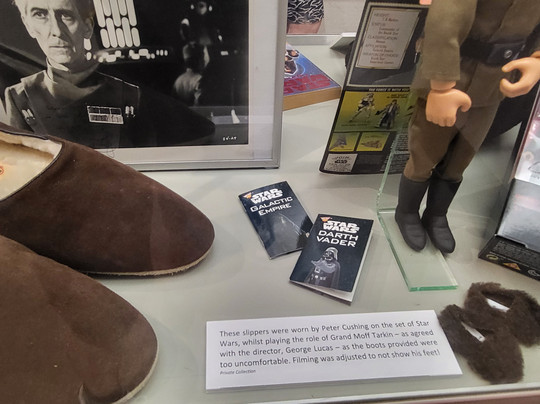 STAR
WARS
GALACTIC
EMPIRE
STAR
WARS
DARTH
VADER
These slippers were worn by Peter Cushing on the set of Star
Wars, whilst playing the role of Grand Moff Tarkin – as agreed
with the director, George Lucas – as the boots provided were
too uncomfortable. Filming was adjusted to not show his feet!
Private Collection